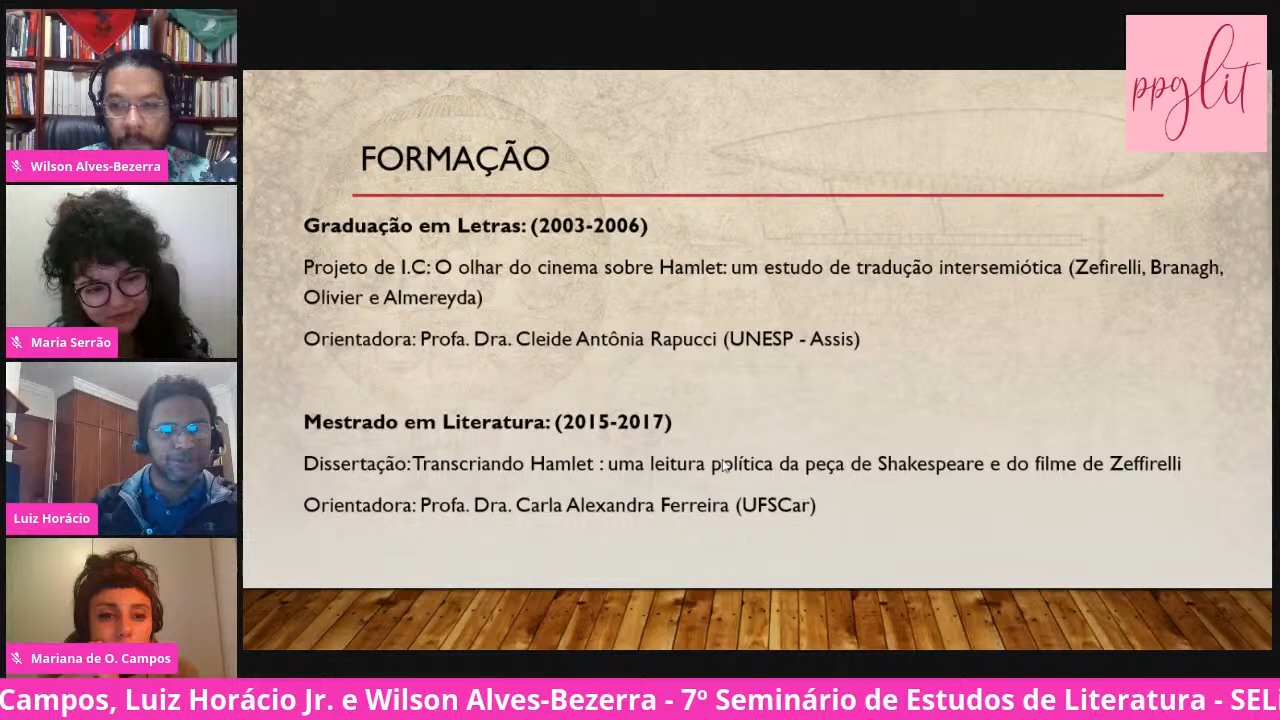 Wilson Alves-Bezerra
Maria Serrão
Luiz Horácio
Mariana de O. Campos
ppglit
FORMAÇÃO
Graduação em Letras: (2003-2006)
Projeto de I.C: O olhar do cinema sobre Hamlet: um estudo de tradução intersemiótica (Zefirelli, Branagh,
Olivier e Almereyda)
Orientadora: Profa. Dra. Cleide Antônia Rapucci (UNESP - Assis)
Mestrado em Literatura: (2015-2017)
Dissertação: Transcriando Hamlet : uma leitura política da peça de Shakespeare e do filme de Zeffirelli
Orientadora: Profa. Dra. Carla Alexandra Ferreira (UFSCar)
Campos, Luiz Horácio Jr. e Wilson Alves-Bezerra - 7º Seminário de Estudos de Literatura - SEL